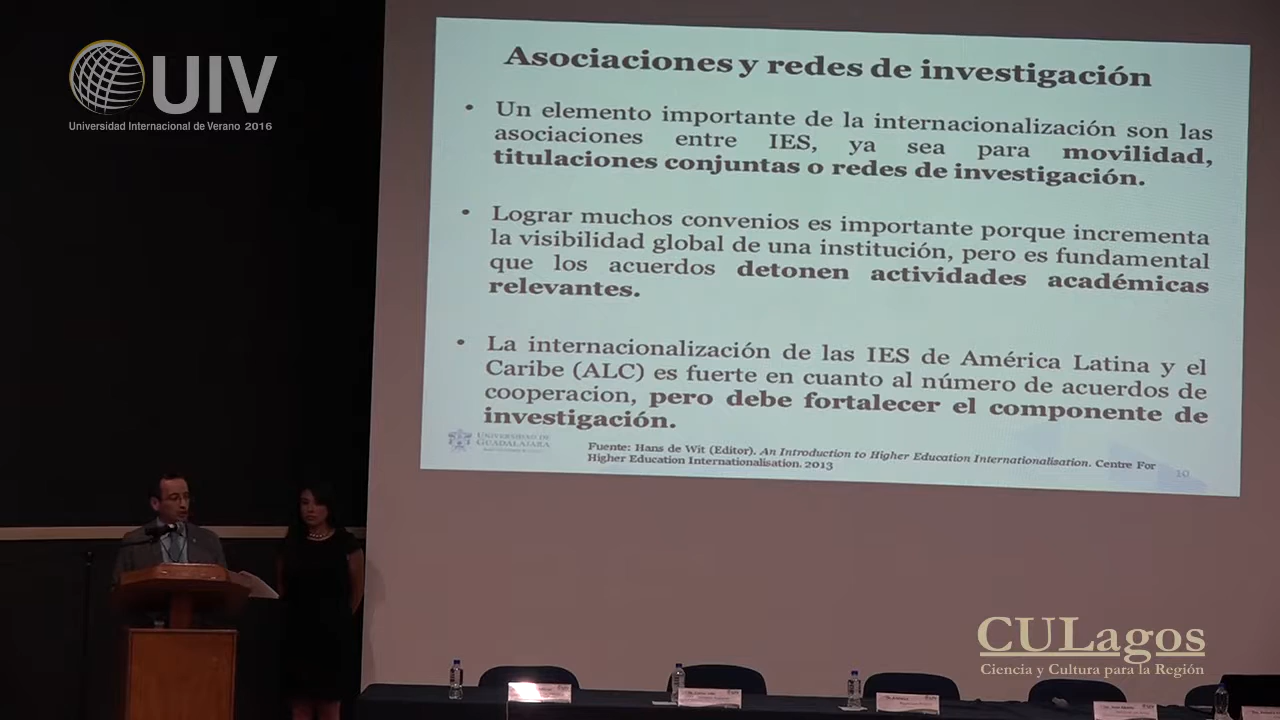 UIV
Universidad Internacional de Verano 2016
Asociaciones y redes de investigación
• Un elemento importante de la internacionalización son las
asociaciones entre IES, ya sea para movilidad,
titulaciones conjuntas o redes de investigación.
• Lograr muchos convenios es importante porque incrementa
la visibilidad global de una institución, pero es fundamental
que los acuerdos detonen actividades académicas
relevantes.
• La internacionalización de las IES de América Latina y el
Caribe (ALC) es fuerte en cuanto al número de acuerdos de
cooperacion, pero debe fortalecer el componente de
investigación.
UNIVERSIDAD DE
GUADALAJARA
Fuente: Hans de Wit (Editor). An Introduction to Higher Education Internationalisation. Centre For
Higher Education Internationalisation. 2013
10
CULagos
Ciencia y Cultura para la Región